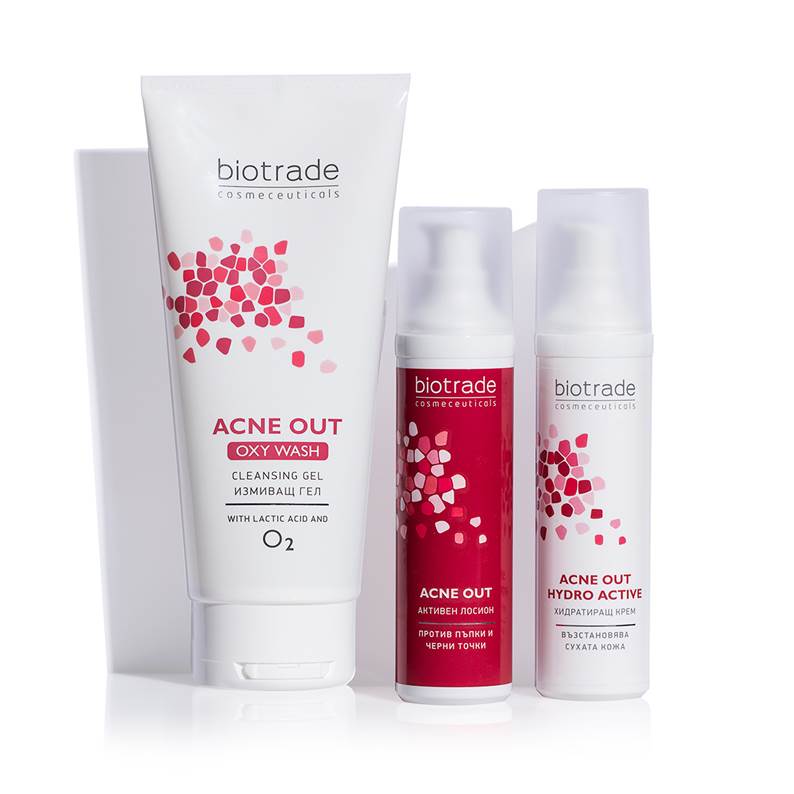 biotrade
cosmeceuticals
ACNE OUT
OXY WASH
CLEANSING GEL
ИЗМИВАЩ ГЕЛ
WITH LACTIC ACID AND
O2
biotrade
cosmeceuticals
ACNE OUT
АКТИВЕН ЛОСИОН
ПРОТИВ ПЪПКИ И
ЧЕРНИ ТОЧКИ
biotrade
cosmeceuticals
ACNE OUT
HYDRO ACTIVE
ХИДРАТИРАЩ КРЕМ
ВЪЗСТАНОВЯВА
СУХАТА КОЖА